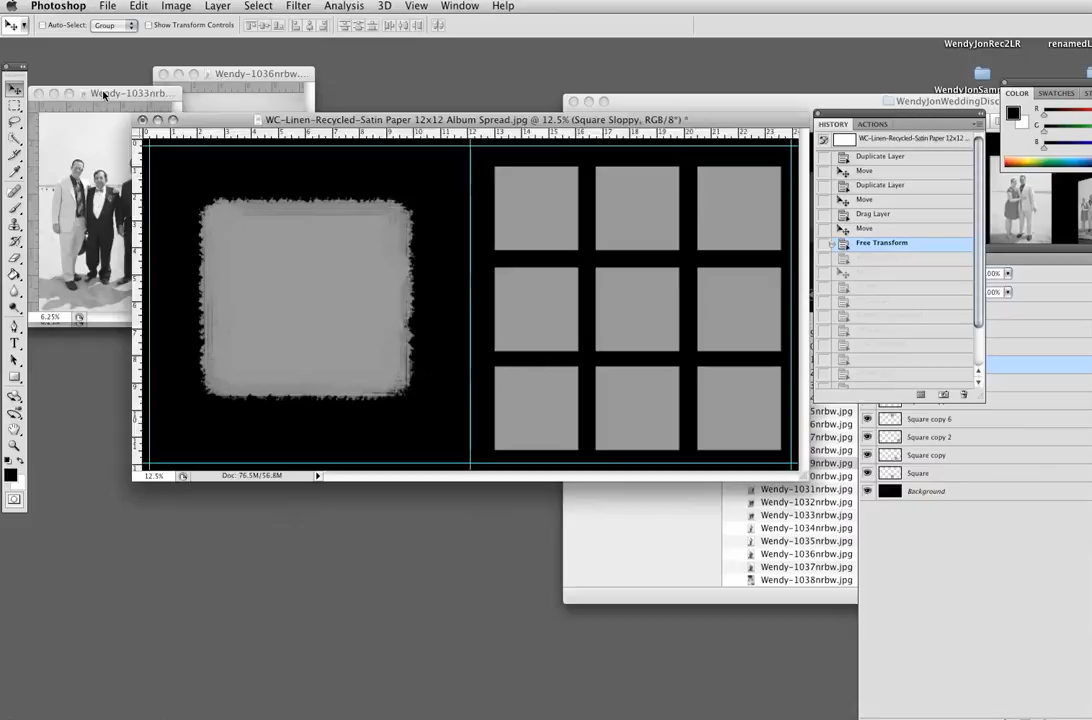 Photoshop File Edit Image Layer Select Filter Analysis 3D View Window Help
Auto-Select: Group Show Transform Controls
WendyJonRec2LR renamedL
WendyJonSam
WendyJonWeddingDisc
Wendy-1036nrbw....
Wendy-1033nrb...
WC-Linen-Recycled-Satin Paper 12x12 Album Spread.jpg @ 12.5% (Square Sloppy, RGB/8*) *
COLOR SWATCHES ST
R
G
B
HISTORY ACTIONS
WC-Linen-Recycled-Satin Paper 12x12 ...
Duplicate Layer
Move
Duplicate Layer
Move
Drag Layer
Move
Free Transform
6.25%
12.5% Doc: 76.5M/56.8M
5nrbw.jpg
6nrbw.jpg
7nrbw.jpg
8nrbw.jpg
9nrbw.jpg
0nrbw.jpg
Wendy-1031nrbw.jpg
Wendy-1032nrbw.jpg
Wendy-1033nrbw.jpg
Wendy-1034nrbw.jpg
Wendy-1035nrbw.jpg
Wendy-1036nrbw.jpg
Wendy-1037nrbw.jpg
Wendy-1038nrbw.jpg
00%
00%
Square copy 6
Square copy 2
Square copy
Square
Background